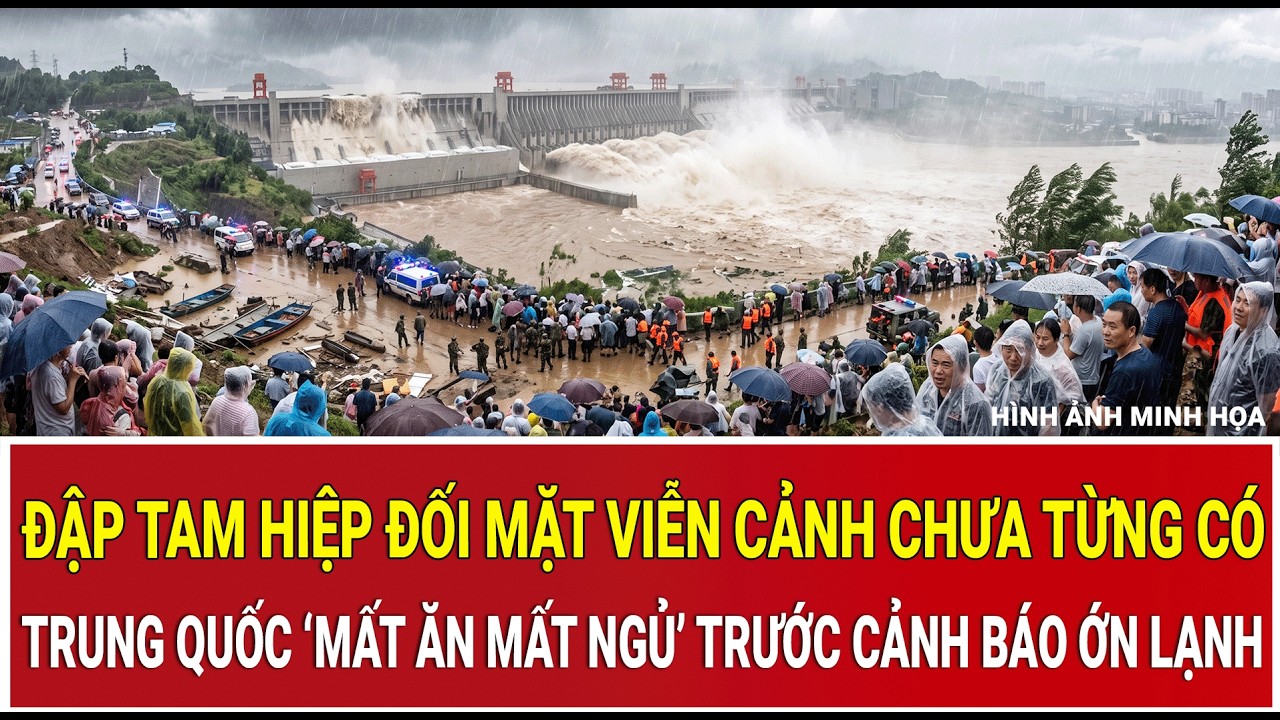 HÌNH ẢNH MINH HỌA
ĐẬP TAM HIỆP ĐỐI MẶT VIỄN CẢNH CHƯA TỪNG CÓ
TRUNG QUỐC ‘MẤT ĂN MẤT NGỦ’ TRƯỚC CẢNH BÁO ỚN LẠNH